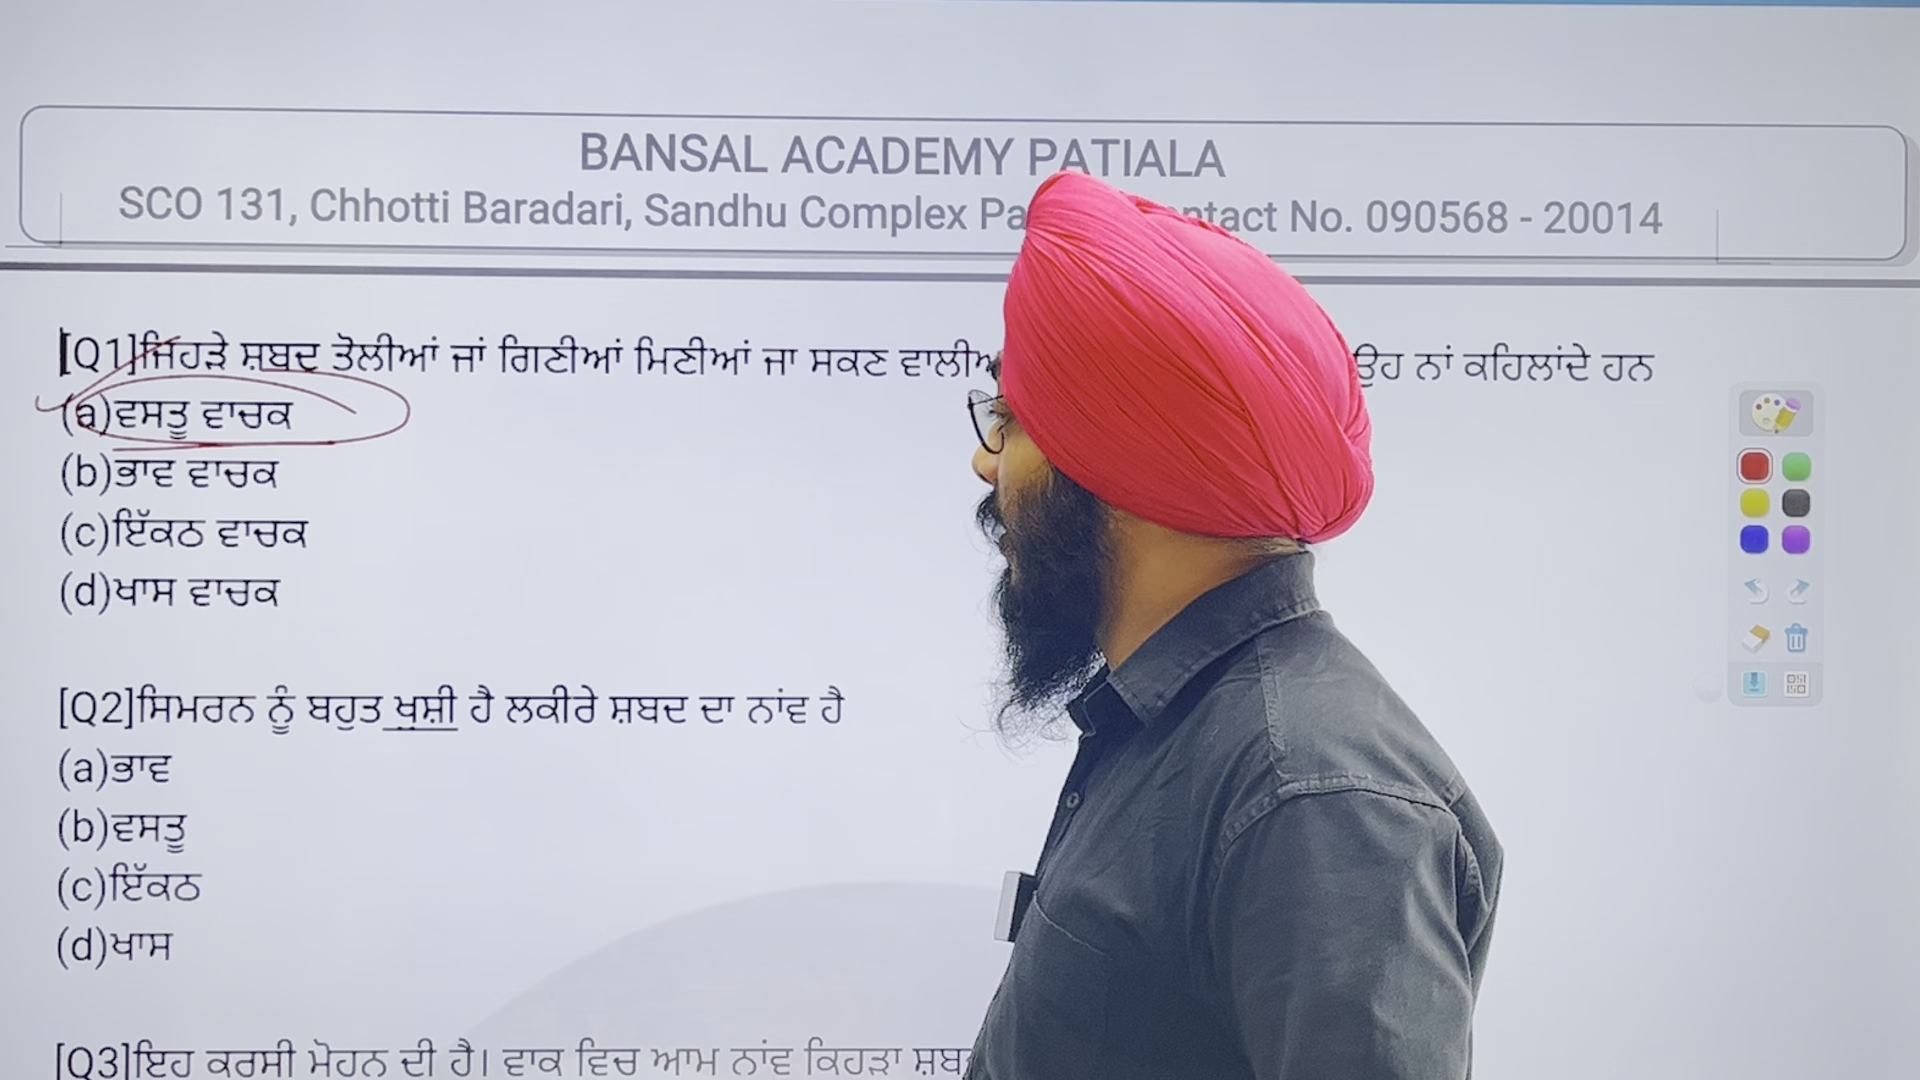 BANSAL ACADEMY PATIALA
SCO 131, Chhotti Baradari, Sandhu Complex Pa ntact No. 090568 - 20014
[Q1]ਜਿਹੜੇ ਸ਼ਬਦ ਤੋਲੀਆਂ ਜਾਂ ਗਿਣੀਆਂ ਮਿਣੀਆਂ ਜਾ ਸਕਣ ਵਾਲੀਆ ਉਹ ਨਾਂ ਕਹਿਲਾਂਦੇ ਹਨ
(a)ਵਸਤੂ ਵਾਚਕ
(b)ਭਾਵ ਵਾਚਕ
(c)ਇੱਕਠ ਵਾਚਕ
(d)ਖਾਸ ਵਾਚਕ
[Q2]ਸਿਮਰਨ ਨੂੰ ਬਹੁਤ ਖੁਸ਼ੀ ਹੈ ਲਕੀਰੇ ਸ਼ਬਦ ਦਾ ਨਾਂਵ ਹੈ
(a)ਭਾਵ
(b)ਵਸਤੂ
(c)ਇੱਕਠ
(d)ਖਾਸ
[Q3]ਇਹ ਕੁਰਸੀ ਮੋਹਨ ਦੀ ਹੈ। ਵਾਕ ਵਿਚ ਆਮ ਨਾਂਵ ਕਿਹੜਾ ਸ਼ਬਦ